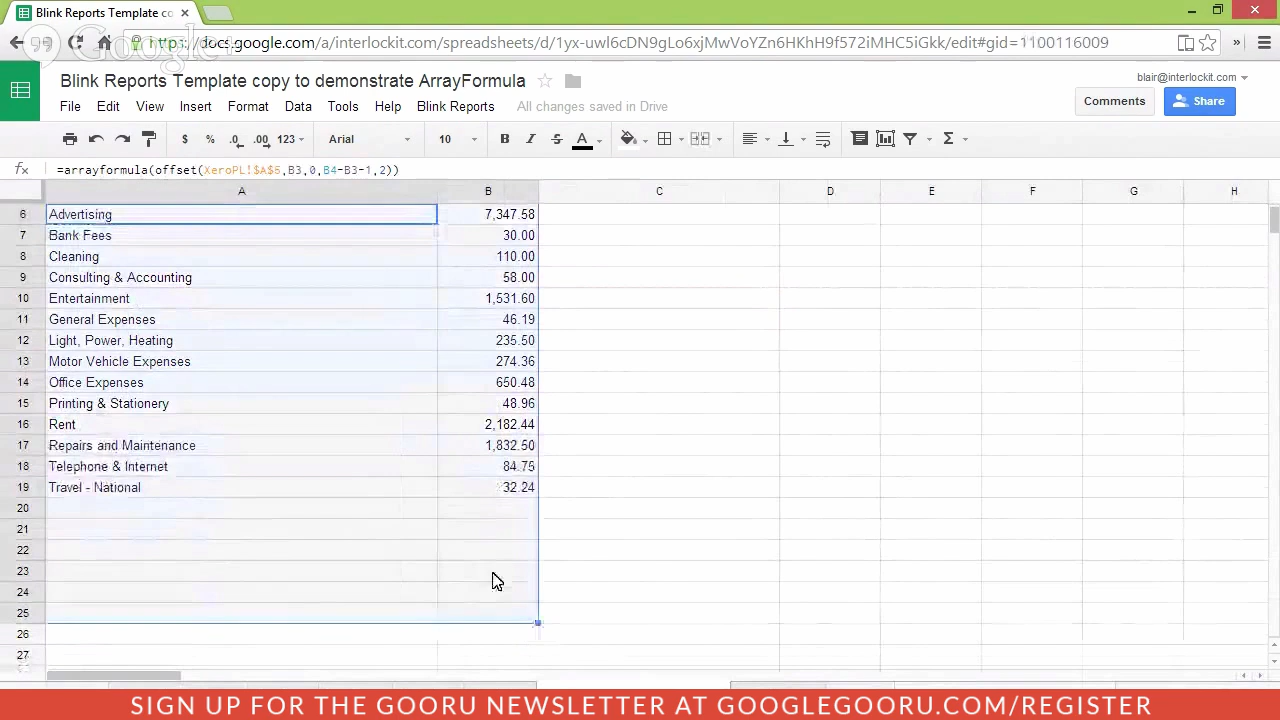 Blink Reports Template co
Google+
https://docs.google.com/a/interlockit.com/spreadsheets/d/1yx-uwl6cDN9gLo6xjMwVoYZn6HKhH9f572iMHC5iGkk/edit#gid=1100116009
Blink Reports Template copy to demonstrate ArrayFormula
blair@interlockit.com
File Edit View Insert Format Data Tools Help Blink Reports All changes saved in Drive
Comments Share
$ % .0 .00 123 Arial 10 B I S A Σ
fx =arrayformula(offset(XeroPL!$A$6,B3,0,B4-B3-1,2))
A B C D E F G H
6 Advertising 7,347.58
7 Bank Fees 30.00
8 Cleaning 110.00
9 Consulting & Accounting 58.00
10 Entertainment 1,531.60
11 General Expenses 46.19
12 Light, Power, Heating 235.50
13 Motor Vehicle Expenses 274.36
14 Office Expenses 650.48
15 Printing & Stationery 48.96
16 Rent 2,182.44
17 Repairs and Maintenance 1,832.50
18 Telephone & Internet 84.75
19 Travel - National 32.24
20
21
22
23
24
25
26
27
SIGN UP FOR THE GOORU NEWSLETTER AT GOOGLEGOORU.COM/REGISTER